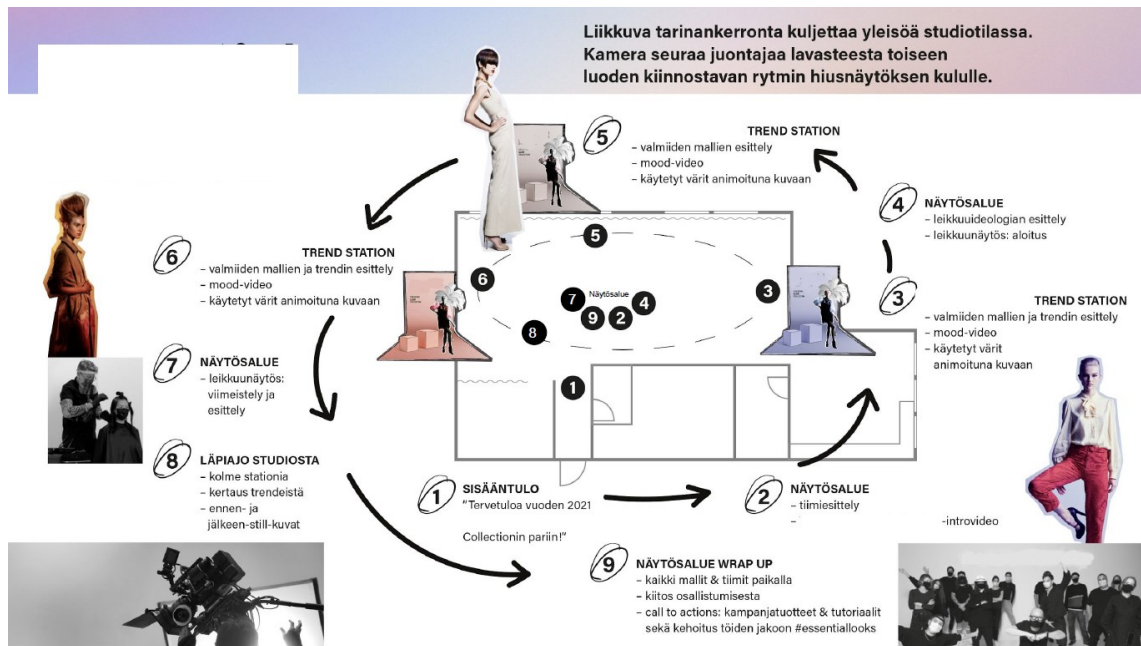 Liikkuva tarinankerronta kuljettaa yleisöä studiotilassa.
Kamera seuraa juontajaa lavasteesta toiseen
luoden kiinnostavan rytmin hiusnäytöksen kululle.
5
TREND STATION
– valmiiden mallien esittely
– mood-video
– käytetyt värit animoituna kuvaan
4
NÄYTÖSALUE
– leikkuuideologian esittely
– leikkuunäytös: aloitus
6
TREND STATION
– valmiiden mallien ja trendin esittely
– mood-video
– käytetyt värit animoituna kuvaan
3
TREND STATION
– valmiiden mallien ja trendin esittely
– mood-video
– käytetyt värit
animoituna kuvaan
5
6
3
7
Näytösalue
4
9
2
8
1
7
NÄYTÖSALUE
– leikkuunäytös:
viimeistely ja
esittely
8
LÄPIAJO STUDIOSTA
– kolme stationia
– kertaus trendeistä
– ennen- ja
jälkeen-still-kuvat
1
SISÄÄNTULO
"Tervetuloa vuoden 2021
Collectionin pariin!"
2
NÄYTÖSALUE
– tiimiesittely
– -introvideo
9
NÄYTÖSALUE WRAP UP
– kaikki mallit & tiimit paikalla
– kiitos osallistumisesta
– call to actions: kampanjatuotteet & tutoriaalit
sekä kehoitus töiden jakoon #essentiallooks